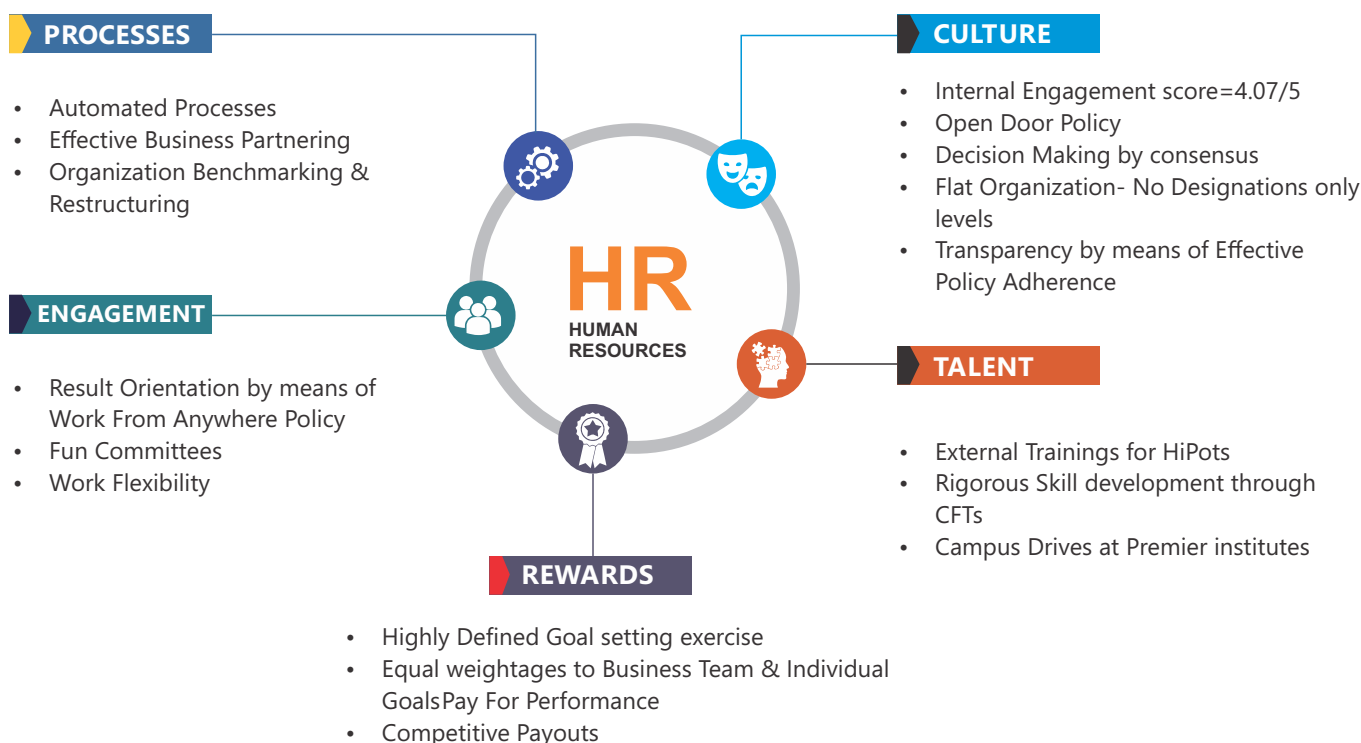 PROCESSES
• Automated Processes
• Effective Business Partnering
• Organization Benchmarking &
Restructuring
CULTURE
• Internal Engagement score=4.07/5
• Open Door Policy
• Decision Making by consensus
• Flat Organization- No Designations only
levels
• Transparency by means of Effective
Policy Adherence
HR
HUMAN
RESOURCES
ENGAGEMENT
• Result Orientation by means of
Work From Anywhere Policy
• Fun Committees
• Work Flexibility
TALENT
• External Trainings for HiPots
• Rigorous Skill development through
CFTs
• Campus Drives at Premier institutes
REWARDS
• Highly Defined Goal setting exercise
• Equal weightages to Business Team & Individual
GoalsPay For Performance
• Competitive Payouts